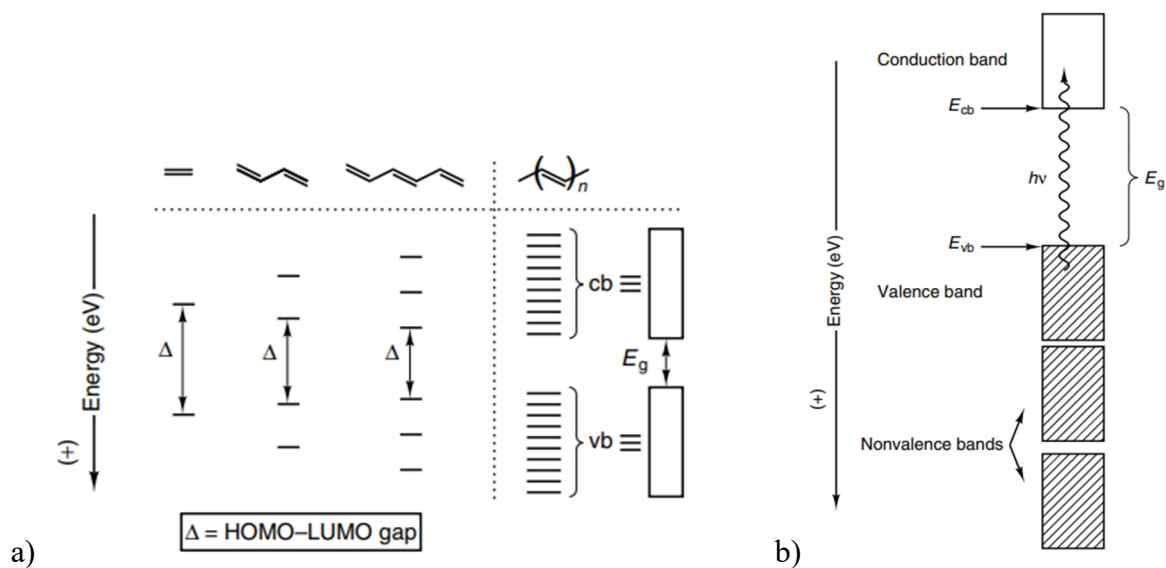 n
Energy (eV)
(+)
Δ
Δ
Δ
cb
E_g
vb
Δ = HOMO–LUMO gap
a)
Conduction band
E_cb
hν
E_g
E_vb
Valence band
Energy (eV)
(+)
Nonvalence bands
b)